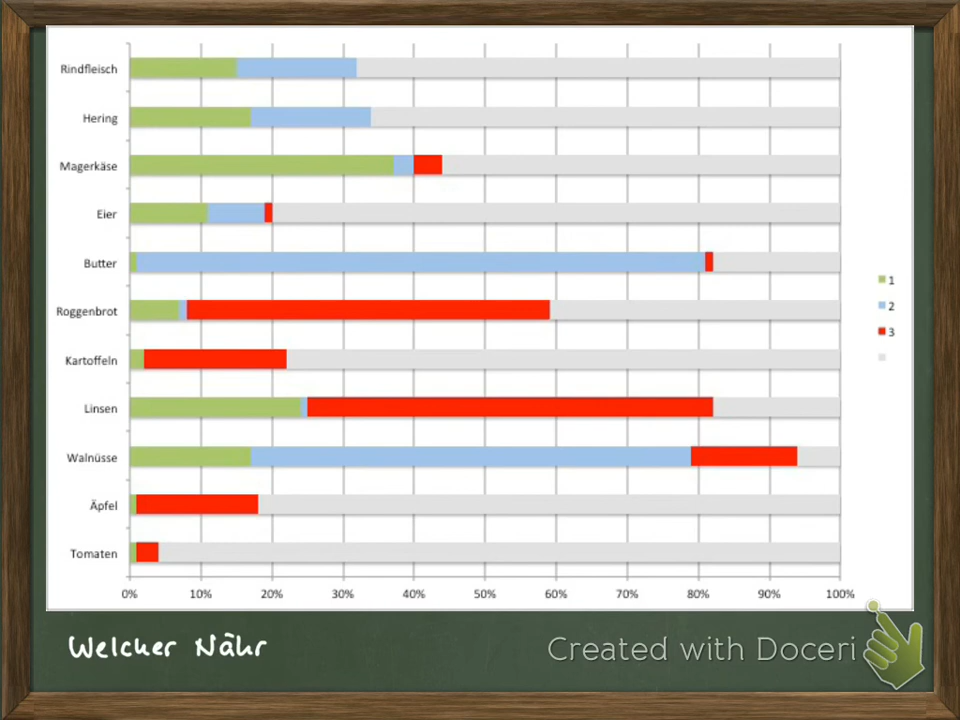 Rindfleisch
Hering
Magerkäse
Eier
Butter
Roggenbrot
Kartoffeln
Linsen
Walnüsse
Äpfel
Tomaten
0% 10% 20% 30% 40% 50% 60% 70% 80% 90% 100%
1
2
3
Welcher Nähr
Created with Doceri